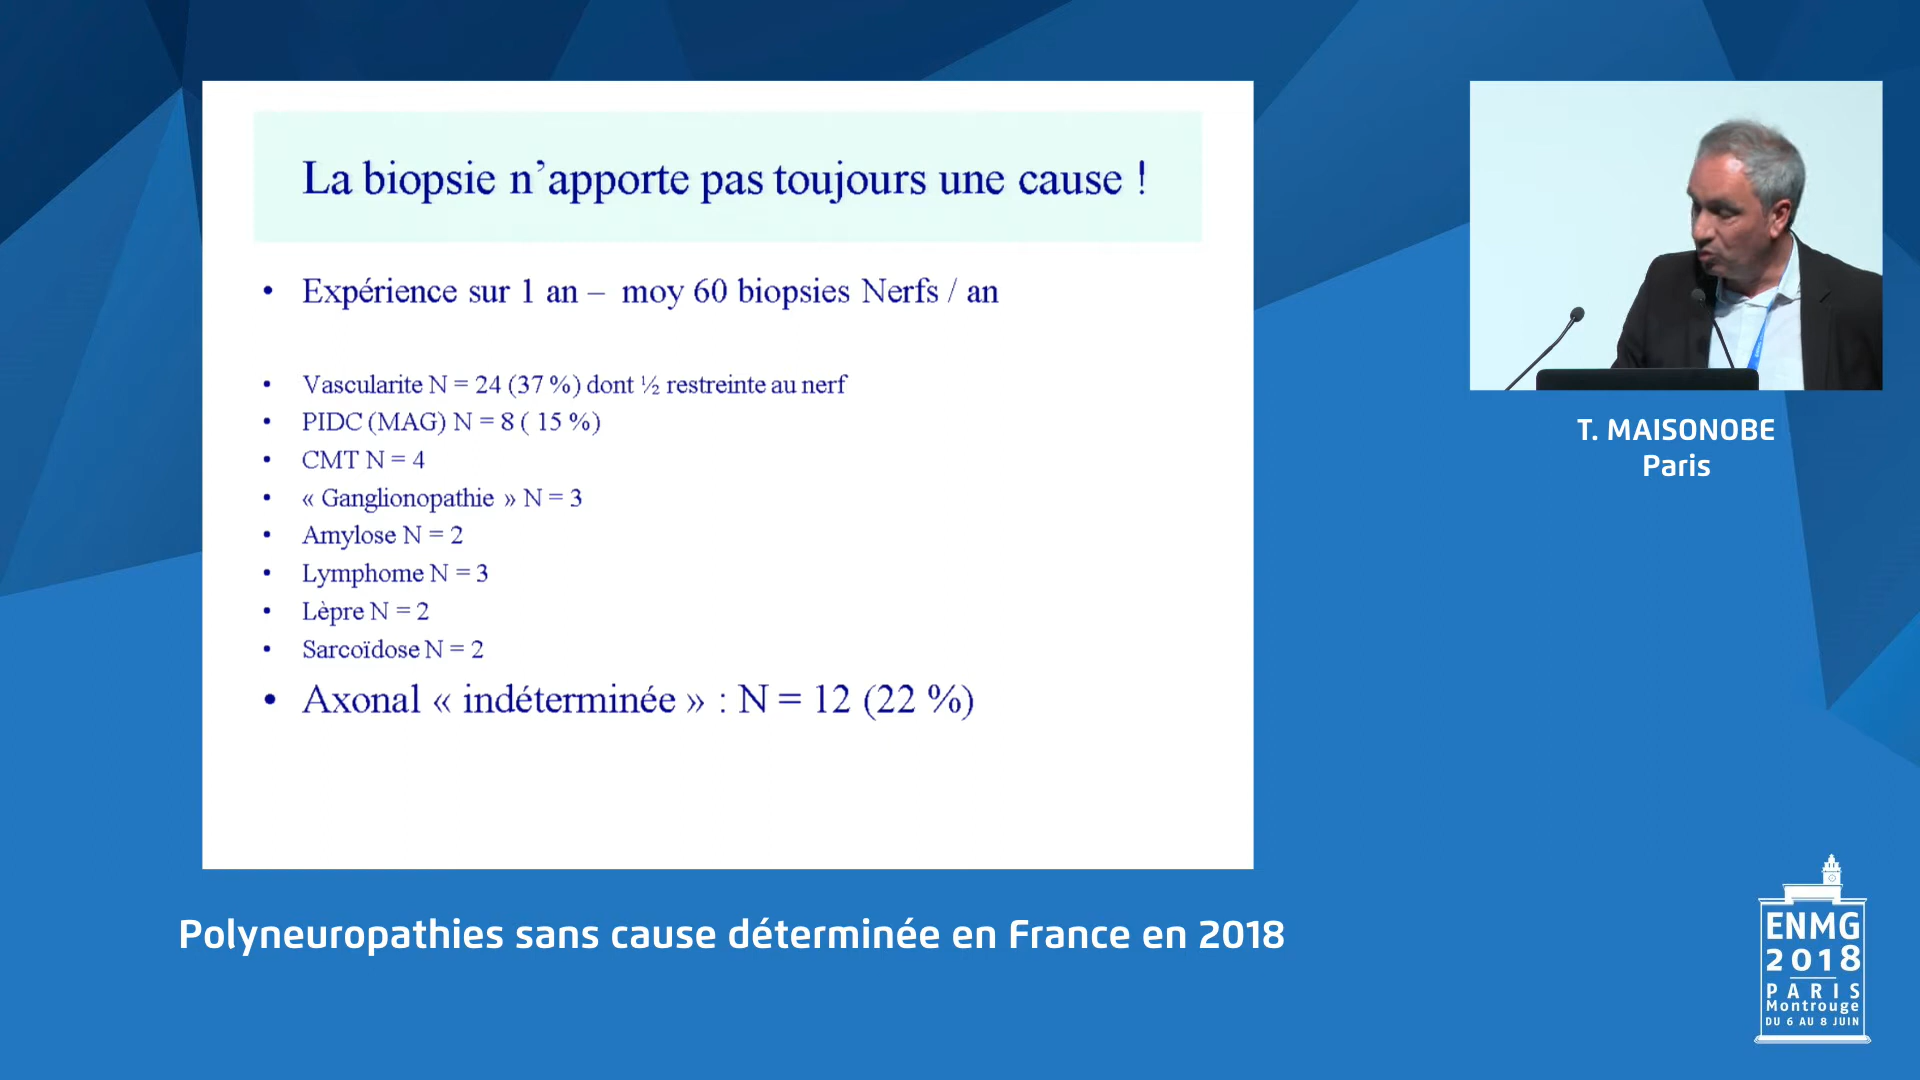 La biopsie n’apporte pas toujours une cause !
• Expérience sur 1 an – moy 60 biopsies Nerfs / an
• Vascularite N = 24 (37 %) dont ½ restreinte au nerf
• PIDC (MAG) N = 8 ( 15 %)
• CMT N = 4
• « Ganglionopathie » N = 3
• Amylose N = 2
• Lymphome N = 3
• Lèpre N = 2
• Sarcoïdose N = 2
• Axonal « indéterminée » : N = 12 (22 %)
T. MAISONOBE
Paris
Polyneuropathies sans cause déterminée en France en 2018
ENMG
2018
PARIS
Montrouge
DU 6 AU 8 JUIN